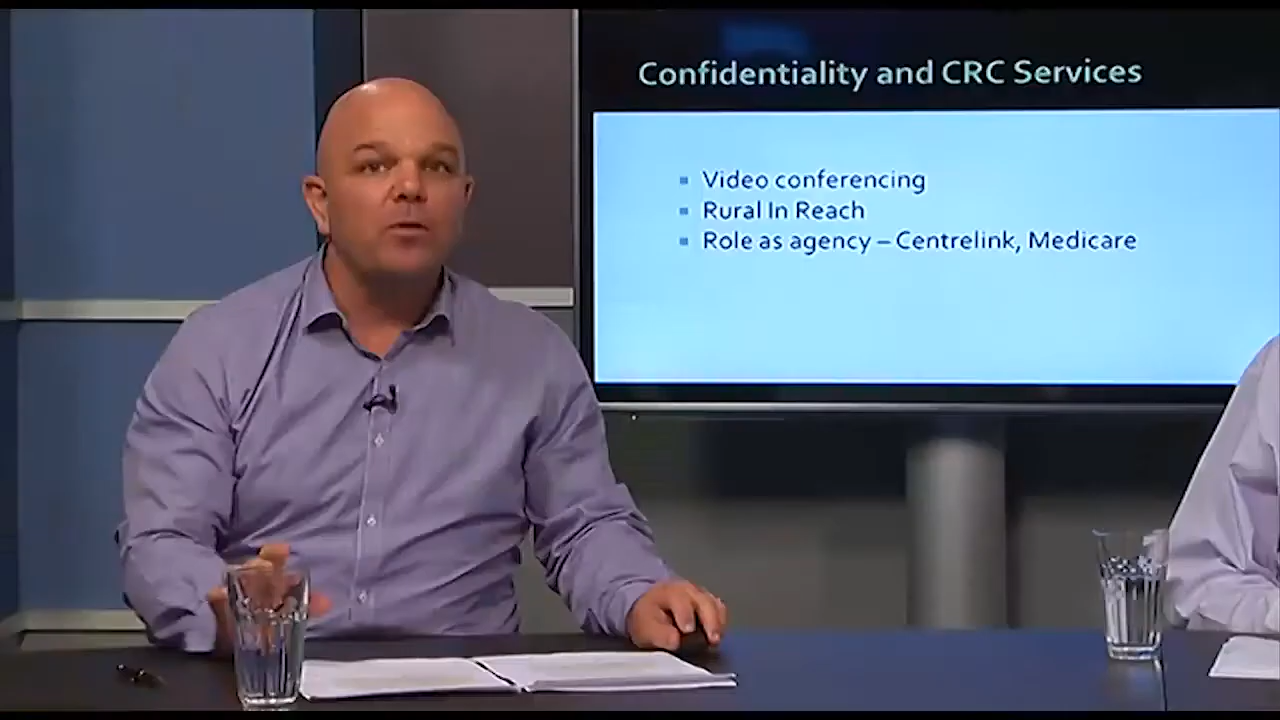 Confidentiality and CRC Services
▪ Video conferencing
▪ Rural In Reach
▪ Role as agency – Centrelink, Medicare